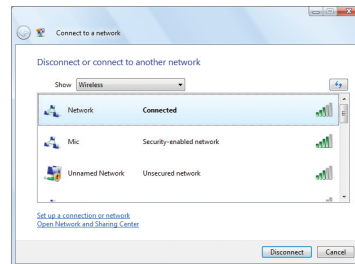 Connect to a network
Disconnect or connect to another network
Show Wireless
Network Connected
Mic Security-enabled network
Unnamed Network Unsecured network
Set up a connection or network
Open Network and Sharing Center
Disconnect Cancel